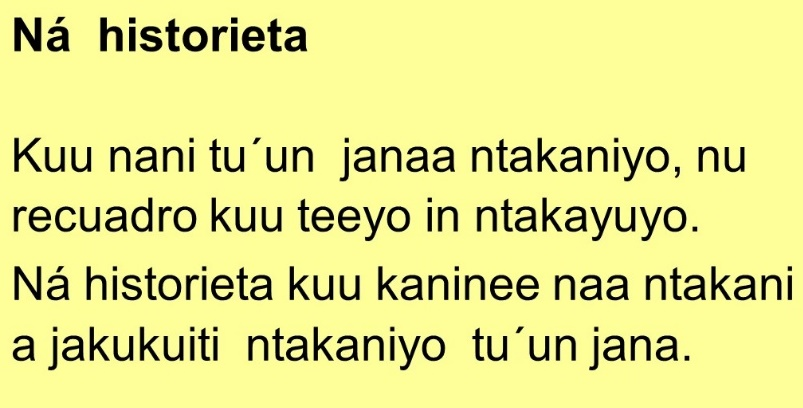 Ná  historieta
Kuu nani tu´un  janaa ntakaniyo, nu
recuadro kuu teeyo in ntakayuyo.
Ná historieta kuu kaninee naa ntakani
a jakukuiti  ntakaniyo  tu´un jana.